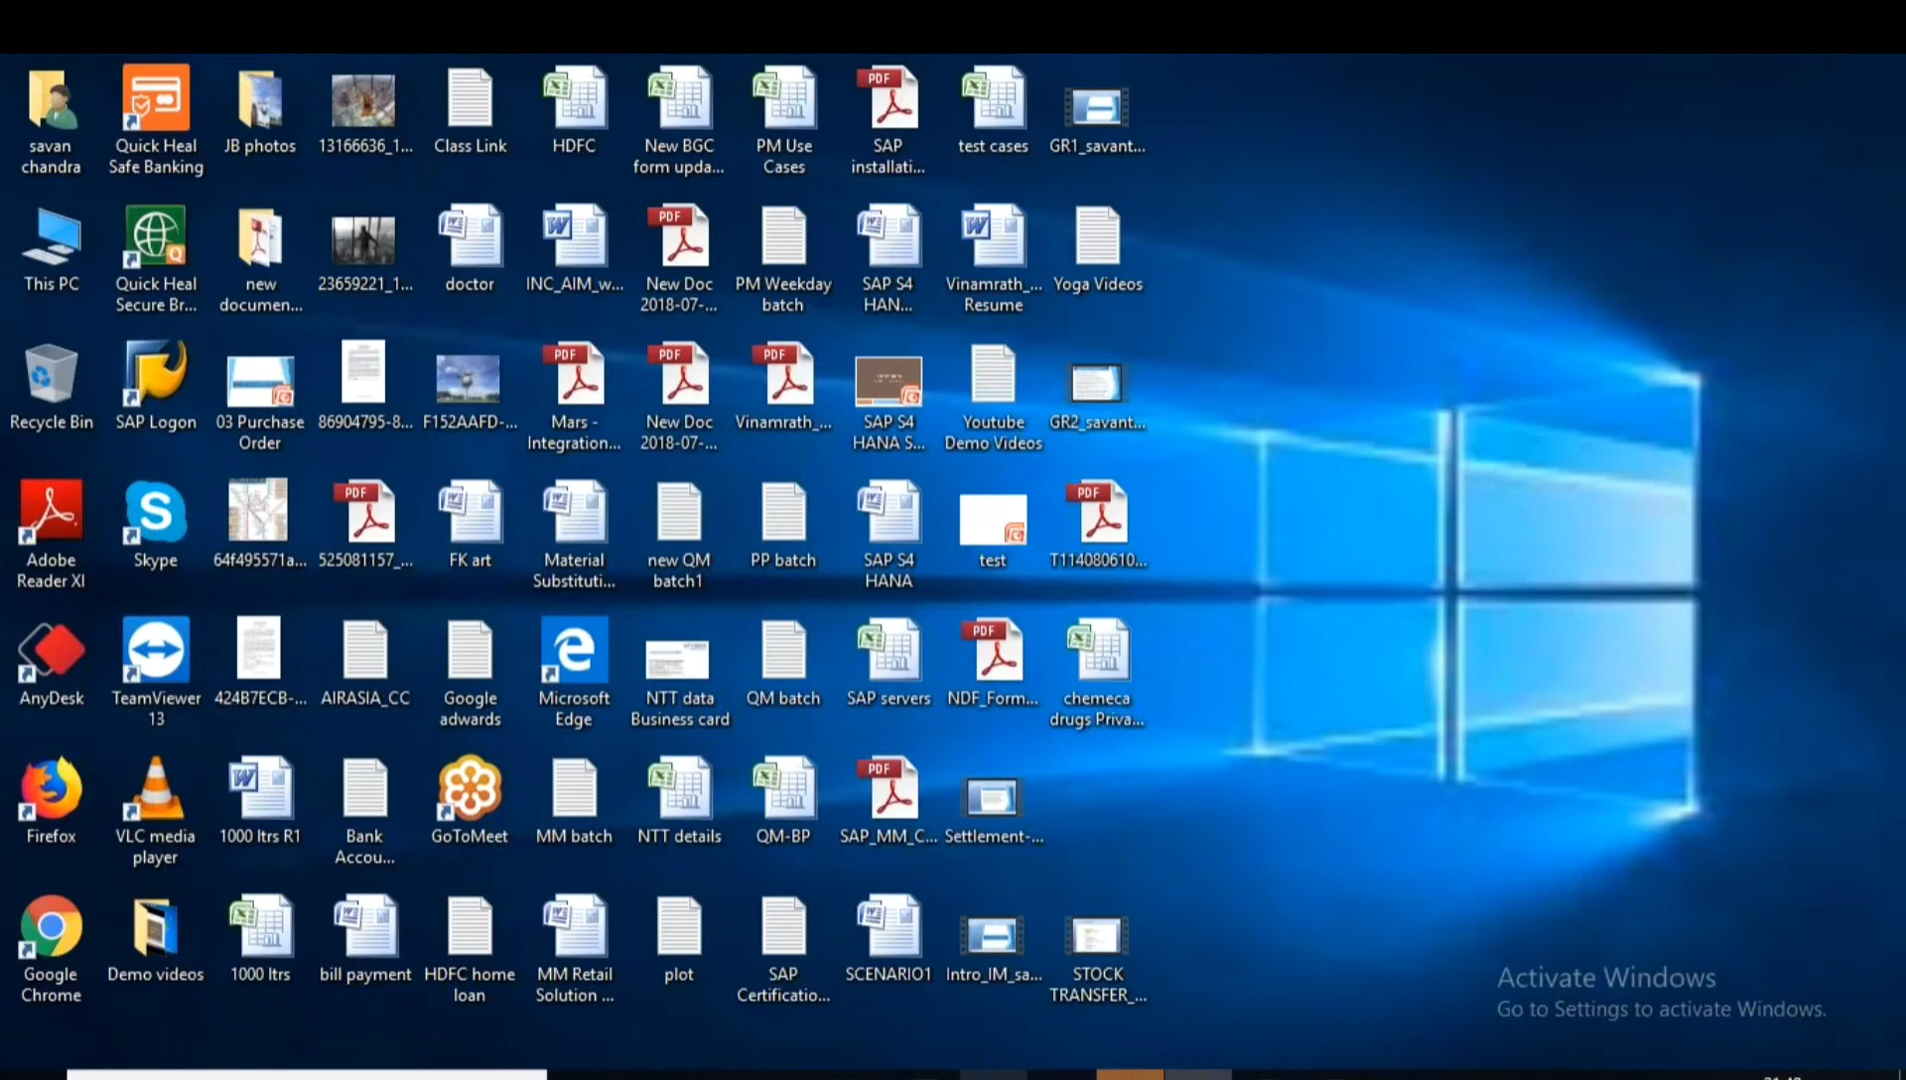 savan
chandra
Quick Heal
Safe Banking
JB photos
13166636_1...
Class Link
HDFC
New BGC
form upda...
PM Use
Cases
PDF
SAP
installati...
test cases
GR1_savant...
This PC
Quick Heal
Secure Br...
new
documen...
23659221_1...
doctor
INC_AIM_w...
PDF
New Doc
2018-07-...
PM Weekday
batch
SAP S4
HAN...
Vinamrath_...
Resume
Yoga Videos
Recycle Bin
SAP Logon
03 Purchase
Order
86904795-8...
F152AAFD-...
PDF
Mars -
Integration...
PDF
New Doc
2018-07-...
PDF
Vinamrath_...
SAP S4
HANA S...
Youtube
Demo Videos
GR2_savant...
Adobe
Reader XI
Skype
64f495571a...
PDF
525081157_...
FK art
Material
Substituti...
new QM
batch1
PP batch
SAP S4
HANA
test
PDF
T114080610...
AnyDesk
TeamViewer
13
424B7ECB-...
AIRASIA_CC
Google
adwards
Microsoft
Edge
NTT data
Business card
QM batch
SAP servers
PDF
NDF_Form...
chemeca
drugs Priva...
Firefox
VLC media
player
1000 ltrs R1
Bank
Accou...
GoToMeet
MM batch
NTT details
QM-BP
PDF
SAP_MM_C...
Settlement-...
Google
Chrome
Demo videos
1000 ltrs
bill payment
HDFC home
loan
MM Retail
Solution ...
plot
SAP
Certificatio...
SCENARIO1
Intro_IM_sa...
STOCK
TRANSFER_...
Activate Windows
Go to Settings to activate Windows.